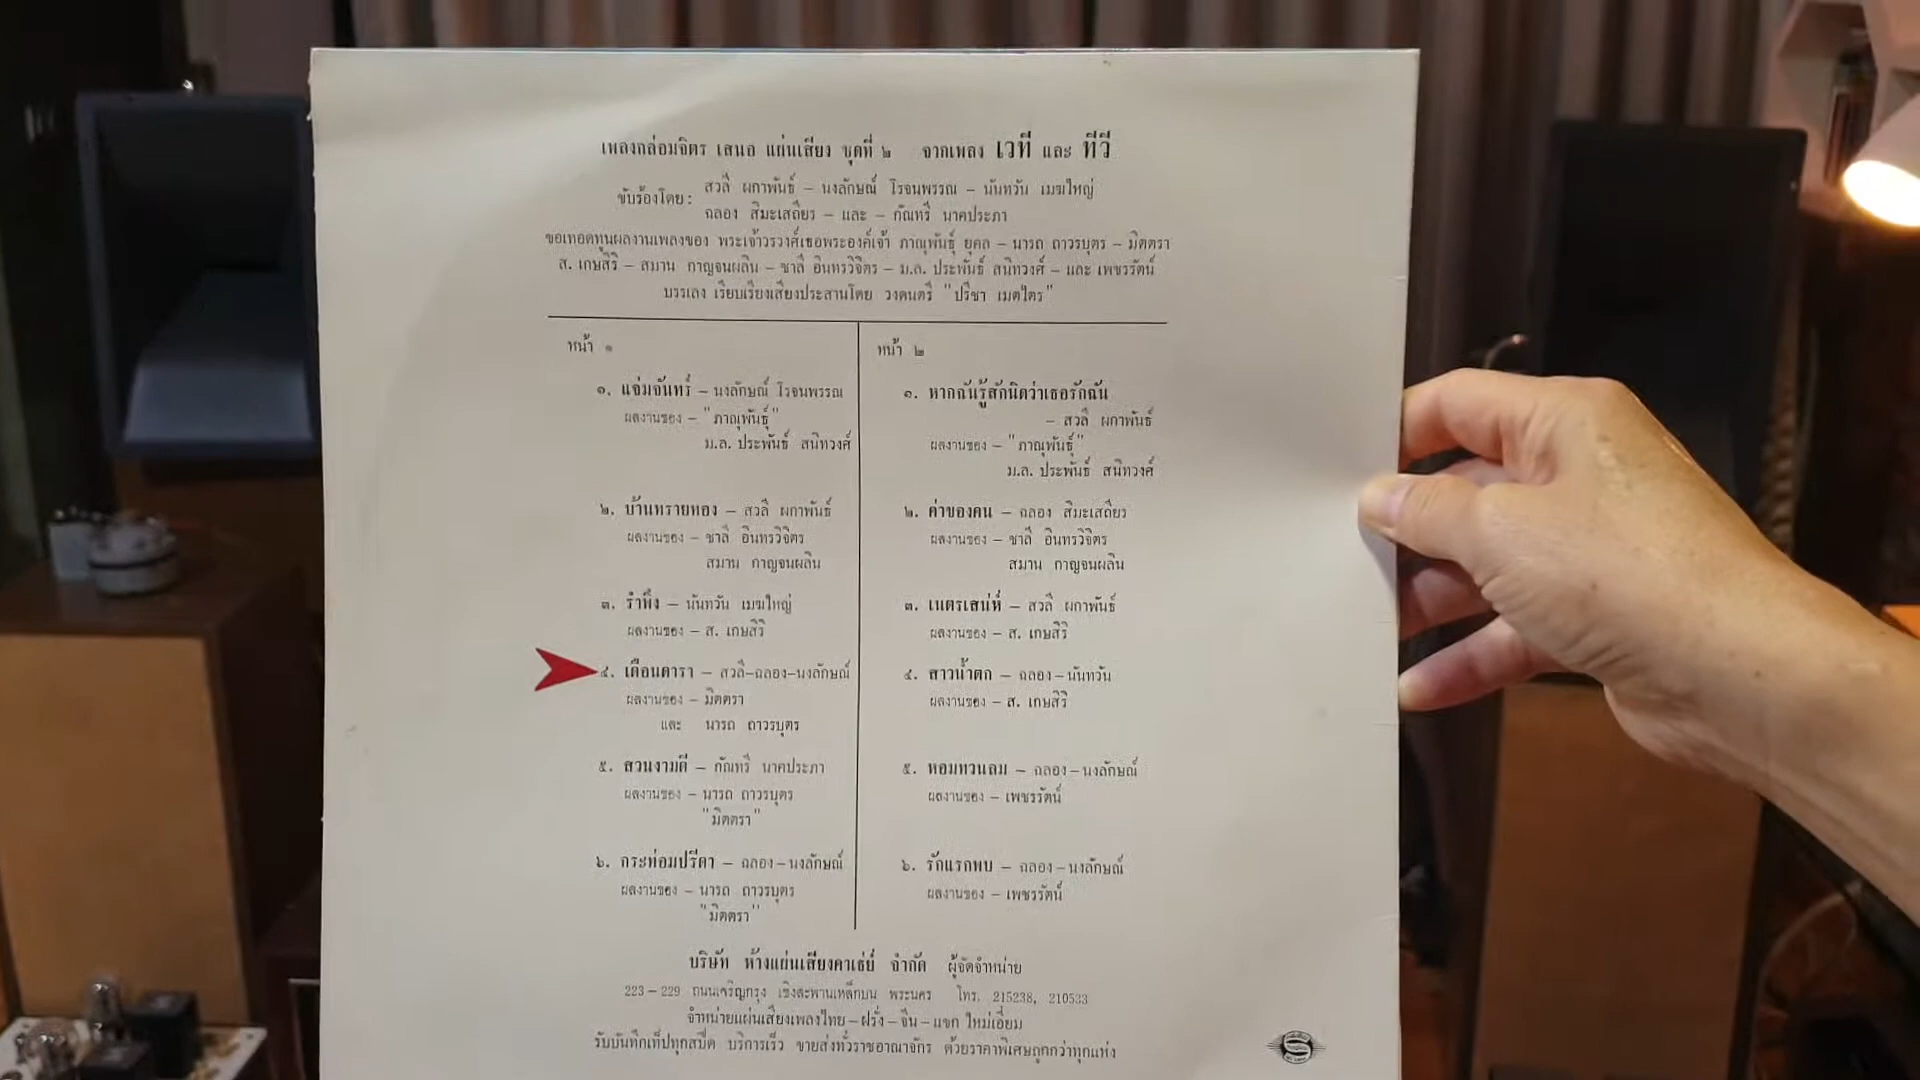 เพลงกล่อมจิตร เสนอ แผ่นเสียง ชุดที่ ๒ จากเพลง เวที และ ทีวี
ขับร้องโดย: สวลี ผกาพันธ์ – นงลักษณ์ โรจนพรรณ – นันทวัน เมฆใหญ่
ฉลอง สิมะเสถียร – และ – กัณทรี นาคประภา
ขอเทอดทูนผลงานเพลงของ พระเจ้าวรวงศ์เธอพระองค์เจ้า ภาณุพันธุ์ ยุคล – นารถ ถาวรบุตร – มิตตรา
ส. เกษสิริ – สมาน กาญจนผลิน – ชาลี อินทรวิจิตร – ม.ล. ประพันธ์ สนิทวงศ์ – และ เพชรรัตน์
บรรเลง เรียบเรียงเสียงประสานโดย วงดนตรี "ปรีชา เมตไตร"
หน้า ๑
๑. แจ่มจันทร์ – นงลักษณ์ โรจนพรรณ
ผลงานของ – "ภาณุพันธุ์"
ม.ล. ประพันธ์ สนิทวงศ์
๒. บ้านทรายทอง – สวลี ผกาพันธ์
ผลงานของ – ชาลี อินทรวิจิตร
สมาน กาญจนผลิน
๓. รำพึง – นันทวัน เมฆใหญ่
ผลงานของ – ส. เกษสิริ
๔. เดือนดารา – สวลี–ฉลอง–นงลักษณ์
ผลงานของ – มิตตรา
และ นารถ ถาวรบุตร
๕. สวนงามดี – กัณทรี นาคประภา
ผลงานของ – นารถ ถาวรบุตร
"มิตตรา"
๖. กระท่อมปรีดา – ฉลอง–นงลักษณ์
ผลงานของ – นารถ ถาวรบุตร
"มิตตรา"
หน้า ๒
๑. หากฉันรู้สักนิดว่าเธอรักฉัน
– สวลี ผกาพันธ์
ผลงานของ – "ภาณุพันธุ์"
ม.ล. ประพันธ์ สนิทวงศ์
๒. ค่าของคน – ฉลอง สิมะเสถียร
ผลงานของ – ชาลี อินทรวิจิตร
สมาน กาญจนผลิน
๓. เนตรเสน่ห์ – สวลี ผกาพันธ์
ผลงานของ – ส. เกษสิริ
๔. สาวน้ำตก – ฉลอง–นันทวัน
ผลงานของ – ส. เกษสิริ
๕. หอมทวนลม – ฉลอง–นงลักษณ์
ผลงานของ – เพชรรัตน์
๖. รักแรกพบ – ฉลอง–นงลักษณ์
ผลงานของ – เพชรรัตน์
บริษัท ห้างแผ่นเสียงคาเธ่ย์ จำกัด ผู้จัดจำหน่าย
223–229 ถนนเจริญกรุง เชิงสะพานเหล็กบน พระนคร โทร. 215238, 210533
จำหน่ายแผ่นเสียงเพลงไทย–ฝรั่ง–จีน–แขก ใหม่เอี่ยม
รับบันทึกเท็ปทุกสปีด บริการเร็ว ขายส่งทั่วราชอาณาจักร ด้วยราคาพิเศษถูกกว่าทุกแห่ง